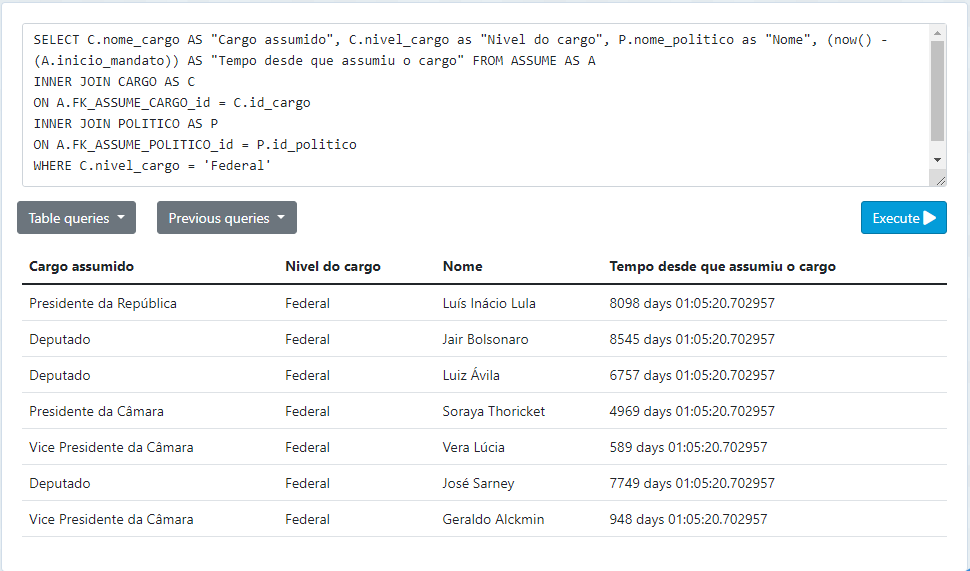 SELECT C.nome_cargo AS "Cargo assumido", C.nivel_cargo as "Nivel do cargo", P.nome_politico as "Nome", (now() -
(A.inicio_mandato)) AS "Tempo desde que assumiu o cargo" FROM ASSUME AS A
INNER JOIN CARGO AS C
ON A.FK_ASSUME_CARGO_id = C.id_cargo
INNER JOIN POLITICO AS P
ON A.FK_ASSUME_POLITICO_id = P.id_politico
WHERE C.nivel_cargo = 'Federal'
Table queries Previous queries Execute
Cargo assumido Nivel do cargo Nome Tempo desde que assumiu o cargo
Presidente da República Federal Luís Inácio Lula 8098 days 01:05:20.702957
Deputado Federal Jair Bolsonaro 8545 days 01:05:20.702957
Deputado Federal Luiz Ávila 6757 days 01:05:20.702957
Presidente da Câmara Federal Soraya Thoricket 4969 days 01:05:20.702957
Vice Presidente da Câmara Federal Vera Lúcia 589 days 01:05:20.702957
Deputado Federal José Sarney 7749 days 01:05:20.702957
Vice Presidente da Câmara Federal Geraldo Alckmin 948 days 01:05:20.702957